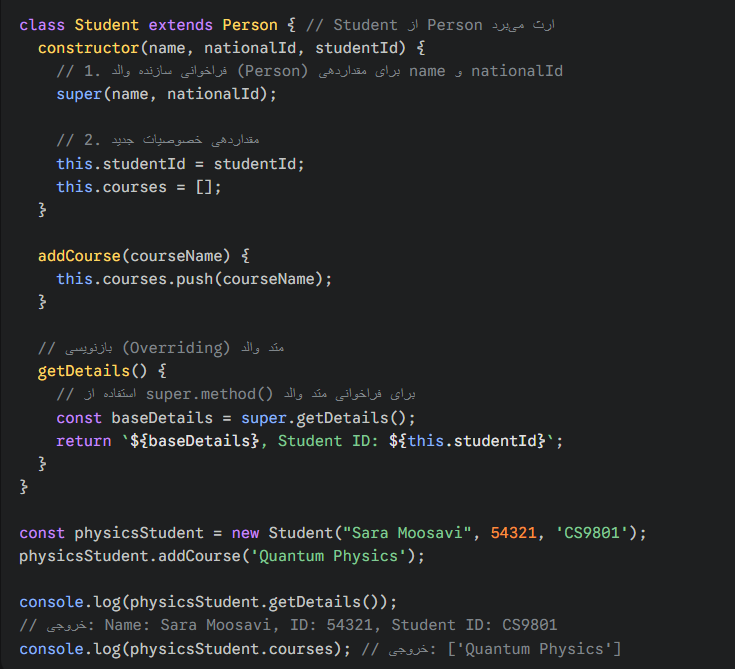 class Student extends Person { // Student از Person ارث می‌برد
  constructor(name, nationalId, studentId) {
    // 1. فراخوانی سازنده والد (Person) برای مقداردهی name و nationalId
    super(name, nationalId);

    // 2. مقداردهی خصوصیات جدید
    this.studentId = studentId;
    this.courses = [];
  }

  addCourse(courseName) {
    this.courses.push(courseName);
  }

  // بازنویسی (Overriding) متد والد
  getDetails() {
    // استفاده از super.method() برای فراخوانی متد والد
    const baseDetails = super.getDetails();
    return `${baseDetails}, Student ID: ${this.studentId}`;
  }
}

const physicsStudent = new Student("Sara Moosavi", 54321, 'CS9801');
physicsStudent.addCourse('Quantum Physics');

console.log(physicsStudent.getDetails());
// خروجی: Name: Sara Moosavi, ID: 54321, Student ID: CS9801
console.log(physicsStudent.courses); // خروجی: ['Quantum Physics']